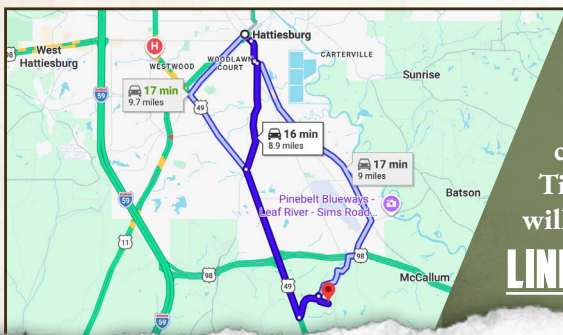 Hattiesburg
West
Hattiesburg
98
H
WESTWOOD
WOODLAWN
COURT
CARTERVILLE
Sunrise
59
17 min
9.7 miles
49
16 min
8.9 miles
17 min
9 miles
Pinebelt Blueways -
Leaf River - Sims Road...
Batson
59
11
98
98
McCallum
49
59
c
Ti
will
LIN